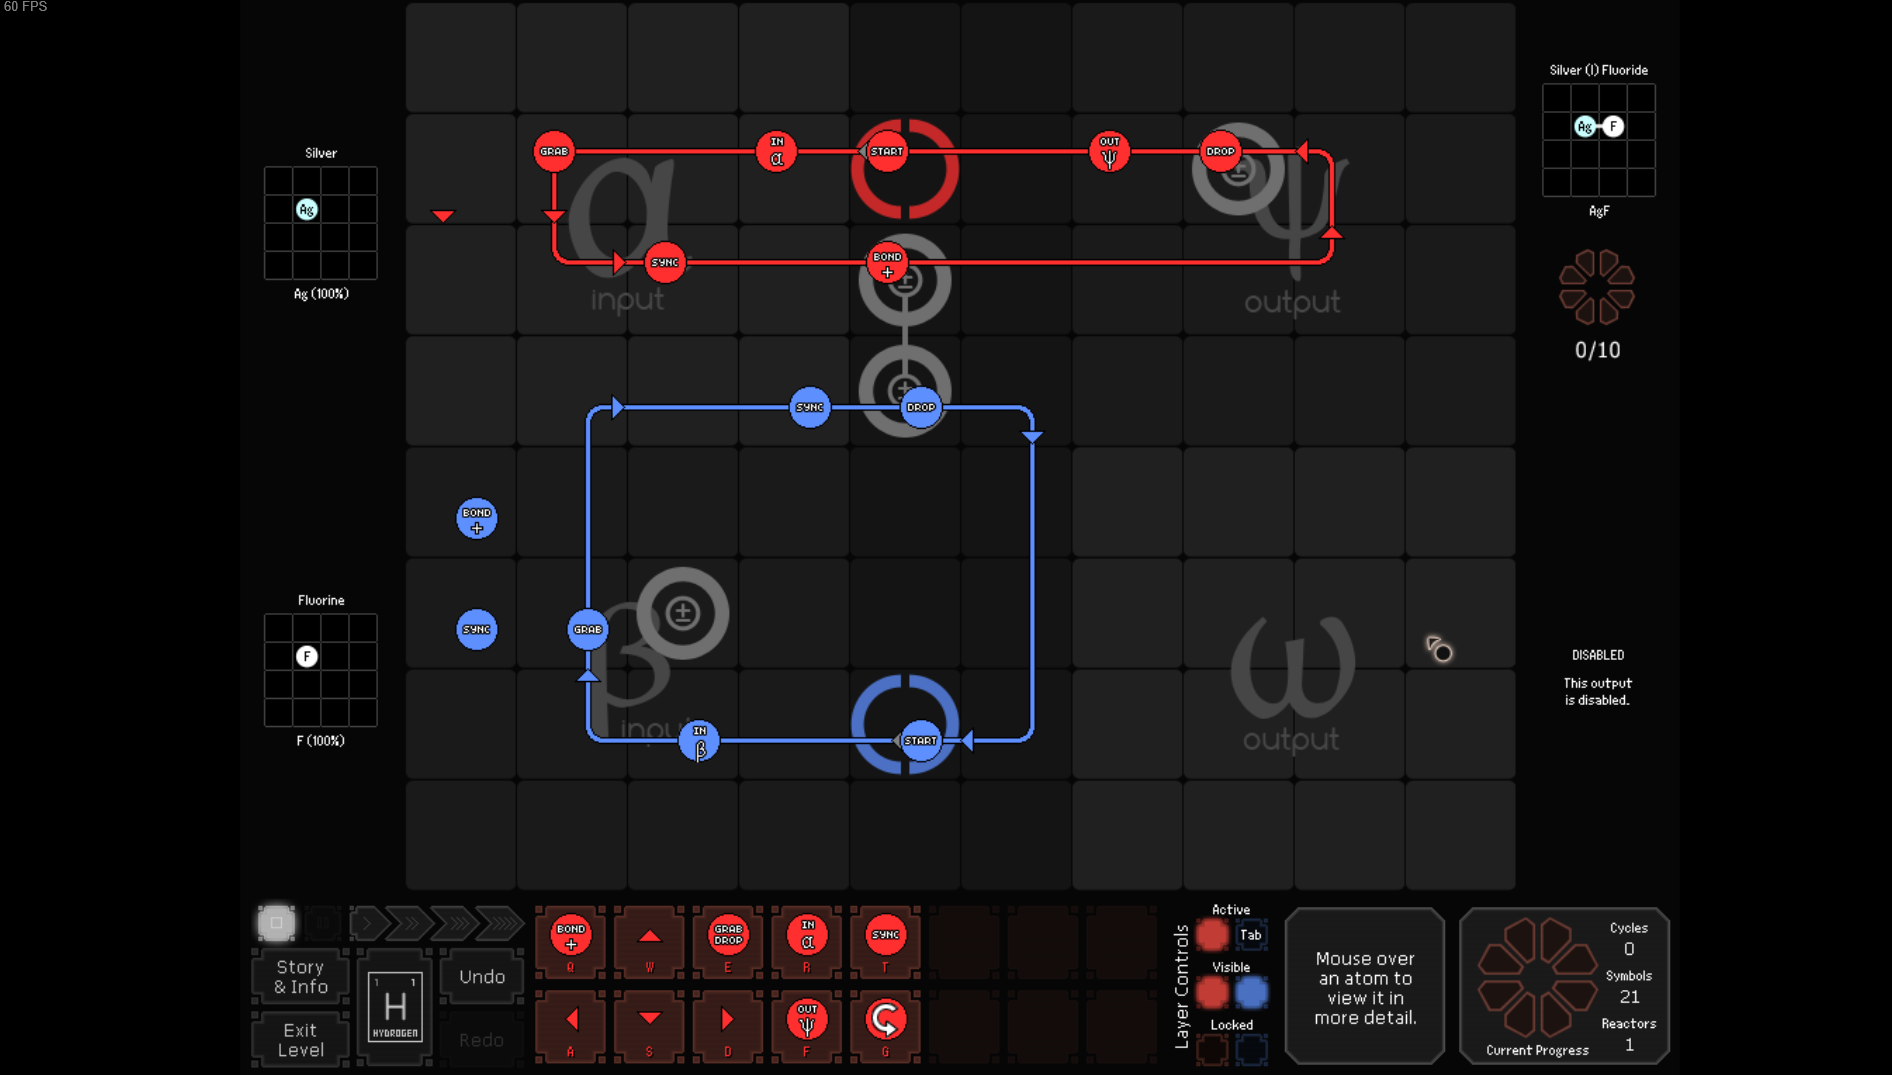 60 FPS
Silver (I) Fluoride
Ag F
AgF
0/10
Silver
Ag
Ag (100%)
GRAB
IN
α
START
OUT
ψ
DROP
α
ψ
SYNC
BOND
+
±
±
±
input
output
SYNC
DROP
±
BOND
+
Fluorine
F
F (100%)
SYNC
GRAB
β
±
ω
DISABLED
This output
is disabled.
input
IN
β
START
output
Story
& Info
Exit
Level
1 1
H
HYDROGEN
Undo
Redo
BOND
+
Q
W
GRAB
DROP
E
IN
α
R
SYNC
T
A
S
D
OUT
ψ
F
G
Layer Controls
Active
Tab
Visible
Locked
Mouse over
an atom to
view it in
more detail.
Cycles
0
Symbols
21
Reactors
1
Current Progress